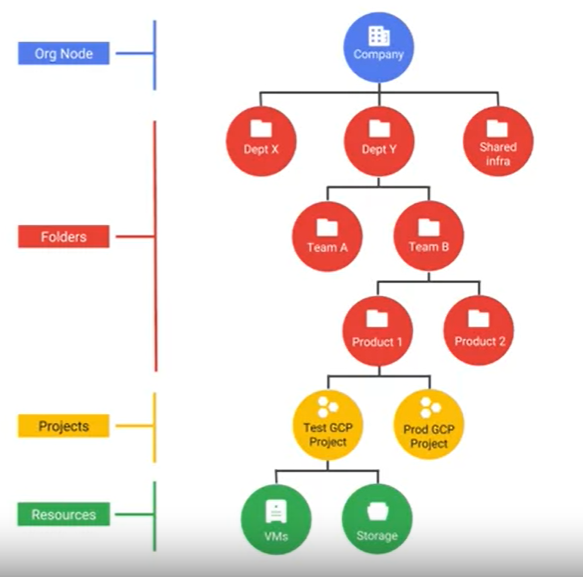 Org Node
Company
Dept X
Dept Y
Shared
infra
Folders
Team A
Team B
Product 1
Product 2
Projects
Test GCP
Project
Prod GCP
Project
Resources
VMs
Storage